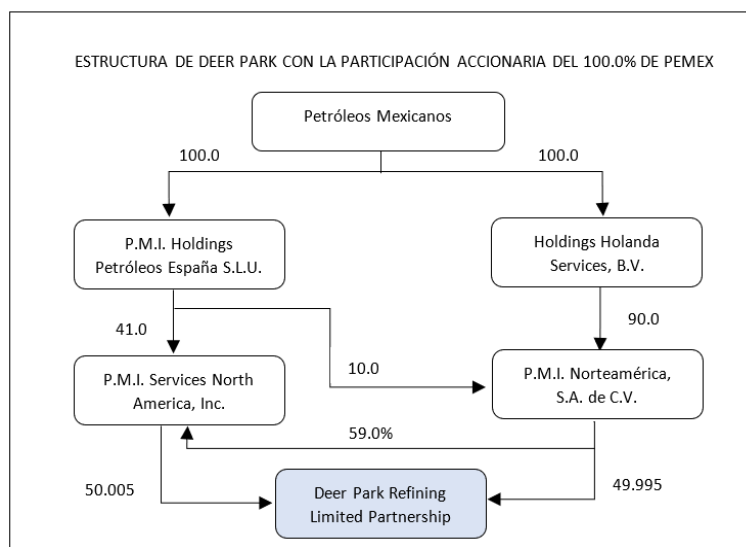 ESTRUCTURA DE DEER PARK CON LA PARTICIPACIÓN ACCIONARIA DEL 100.0% DE PEMEX
Petróleos Mexicanos
100.0
100.0
P.M.I. Holdings
Petróleos España S.L.U.
Holdings Holanda
Services, B.V.
41.0
90.0
10.0
P.M.I. Services North
America, Inc.
P.M.I. Norteamérica,
S.A. de C.V.
59.0%
50.005
49.995
Deer Park Refining
Limited Partnership